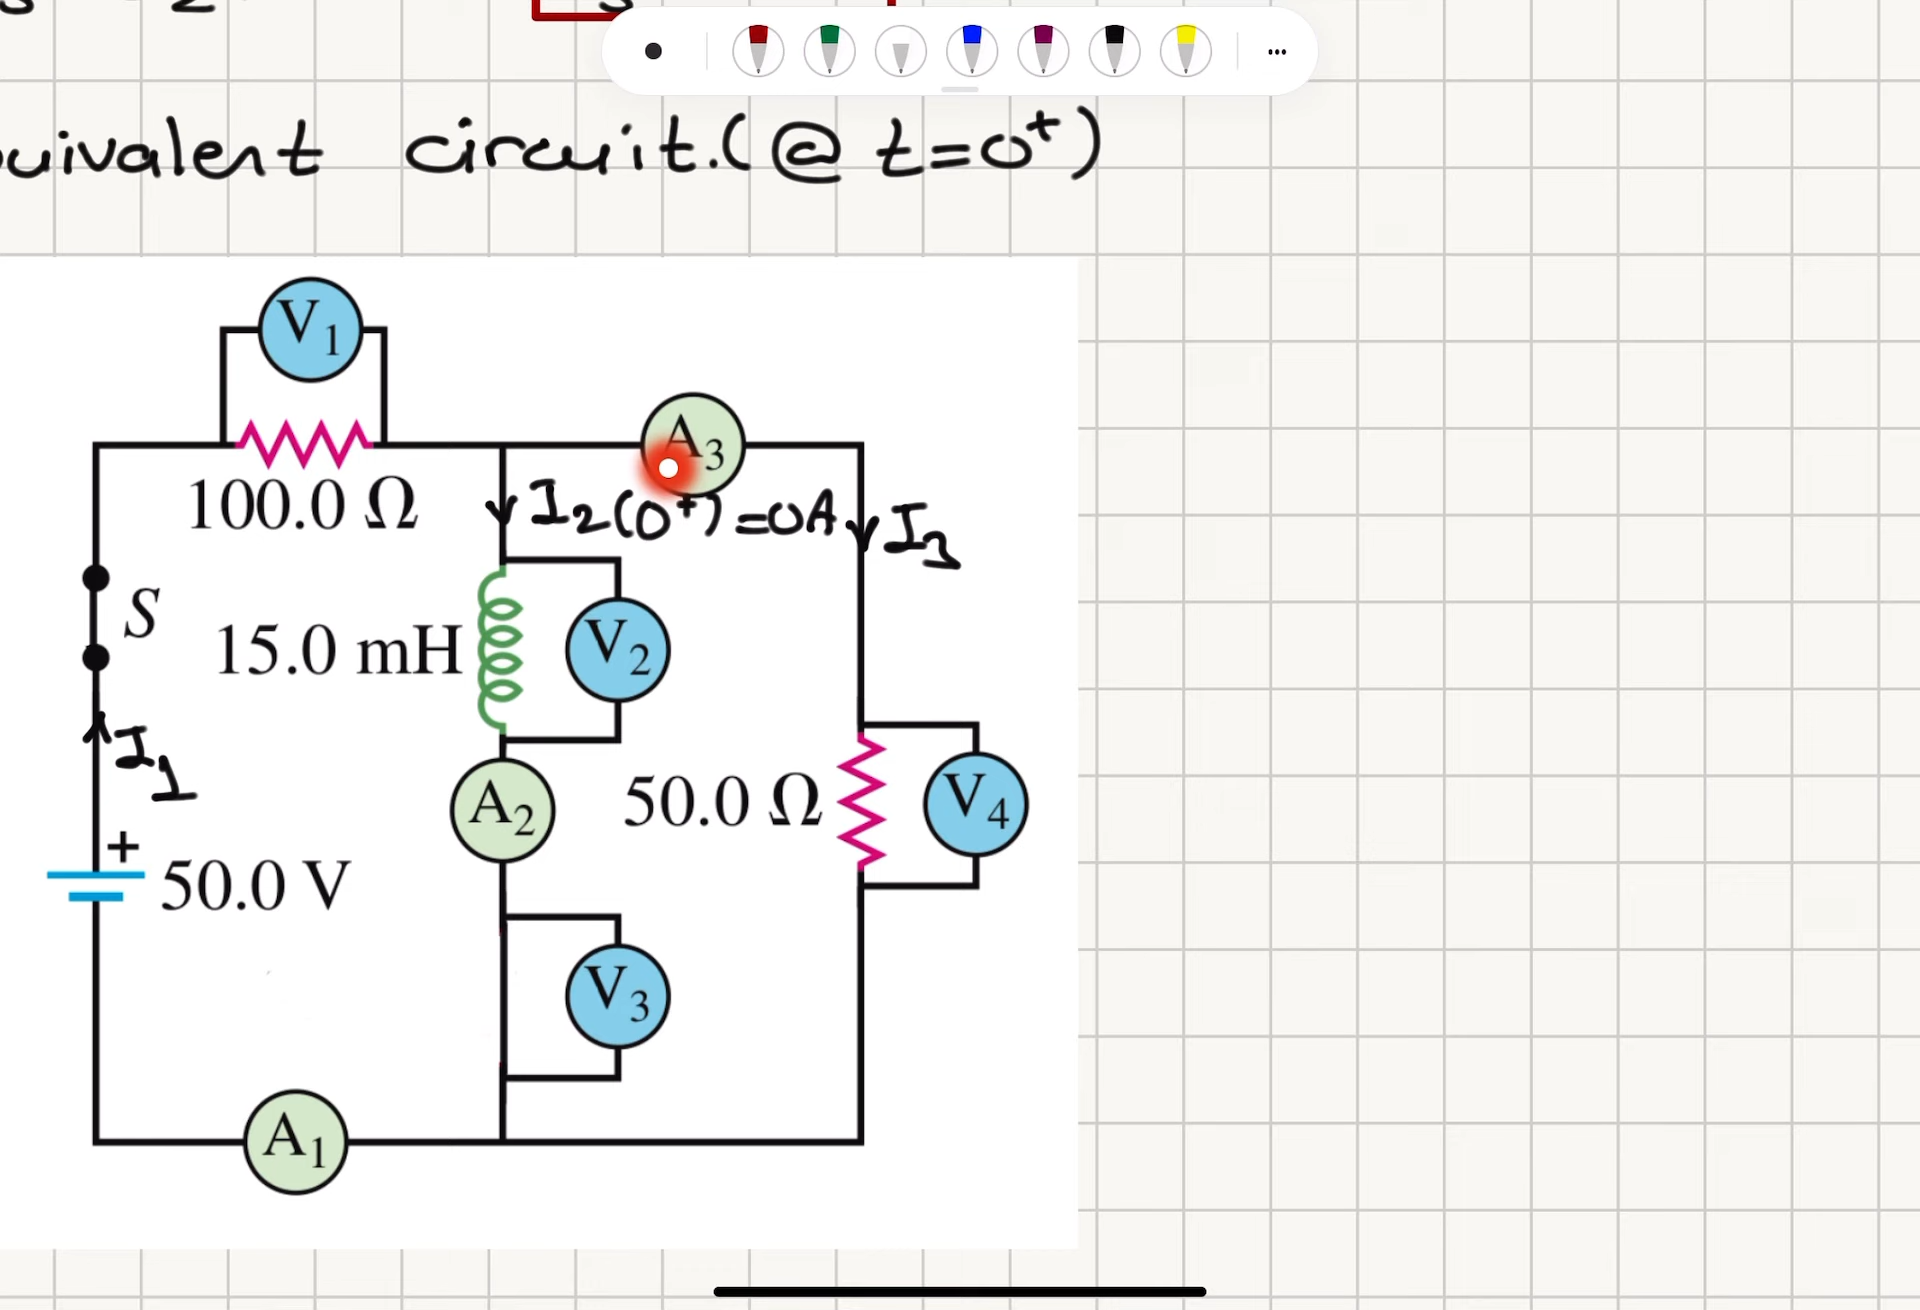 uivalent circuit.(@ t=0⁺)
V₁
A₃
100.0 Ω
I₂(0⁺)=0A
I₃
S
15.0 mH
V₂
I₁
A₂
50.0 Ω
V₄
+
50.0 V
V₃
A₁